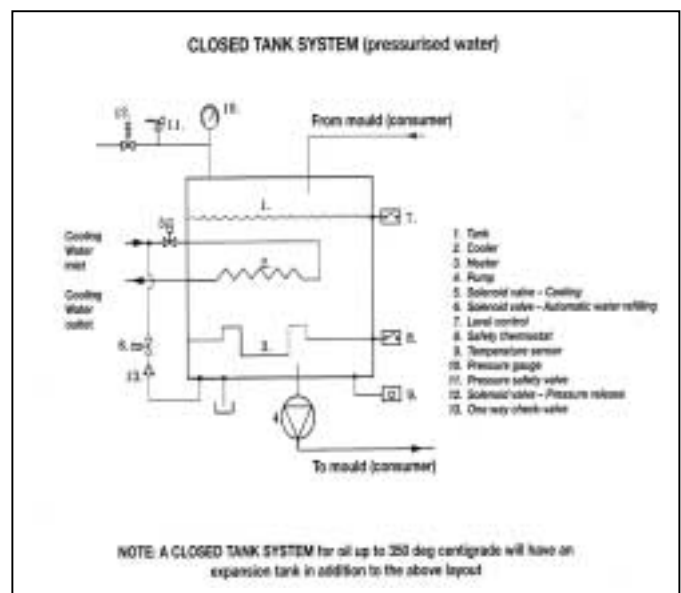 CLOSED TANK SYSTEM (pressurised water)
10.
12.
11.
From mould (consumer)
1.
7.
Cooling
Water
inlet
2.
Cooling
Water
outlet
3.
8.
6.
13.
9.
4.
To mould (consumer)
1. Tank
2. Cooler
3. Heater
4. Pump
5. Solenoid valve – Cooling
6. Solenoid valve – Automatic water refilling
7. Level control
8. Safety thermostat
9. Temperature sensor
10. Pressure gauge
11. Pressure safety valve
12. Solenoid valve – Pressure release
13. One way check-valve
NOTE: A CLOSED TANK SYSTEM for oil up to 350 deg centigrade will have an
expansion tank in addition to the above layout